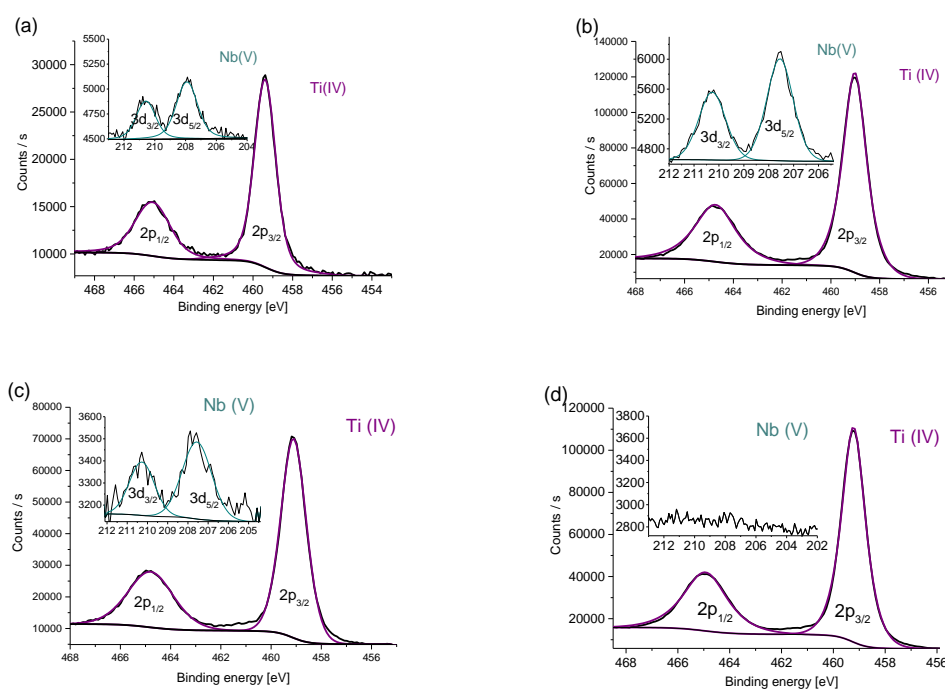 (a)
Nb(V)
Ti(IV)
5500
5250
5000
4750
4500
3d3/2
3d5/2
212 210 208 206 204
30000
25000
20000
15000
10000
Counts / s
2p1/2
2p3/2
468 466 464 462 460 458 456 454
Binding energy [eV]
(b)
Nb(V)
Ti (IV)
6000
5600
5200
4800
3d3/2
3d5/2
212 211 210 209 208 207 206
140000
120000
100000
80000
60000
40000
20000
Counts / s
2p1/2
2p3/2
468 466 464 462 460 458 456
Binding energy [eV]
(c)
Nb (V)
Ti (IV)
3600
3500
3400
3300
3200
3d3/2
3d5/2
212 211 210 209 208 207 206 205
80000
70000
60000
50000
40000
30000
20000
10000
Counts / s
2p1/2
2p3/2
468 466 464 462 460 458 456
Binding energy [eV]
(d)
Nb (V)
Ti (IV)
3800
3600
3400
3200
3000
2800
212 210 208 206 204 202
120000
100000
80000
60000
40000
20000
Counts / s
2p1/2
2p3/2
468 466 464 462 460 458 456
Binding energy [eV]